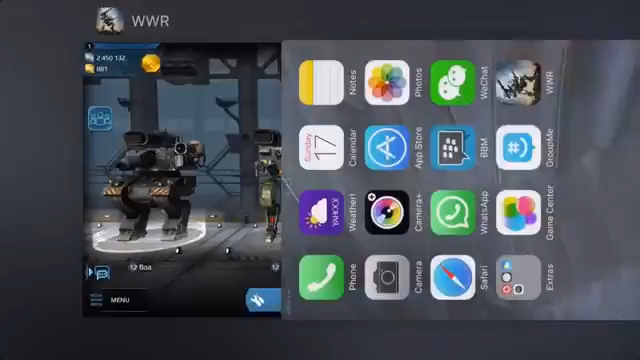 WWR
1
2 450 132
681
12 Boa
12
MENU
Notes
Photos
WeChat
WWR
Sunday
17
Calendar
App Store
BBM
GroupMe
YAHOO!
Weather!
Camera+
WhatsApp
Game Center
Phone
Camera
Safari
Extras